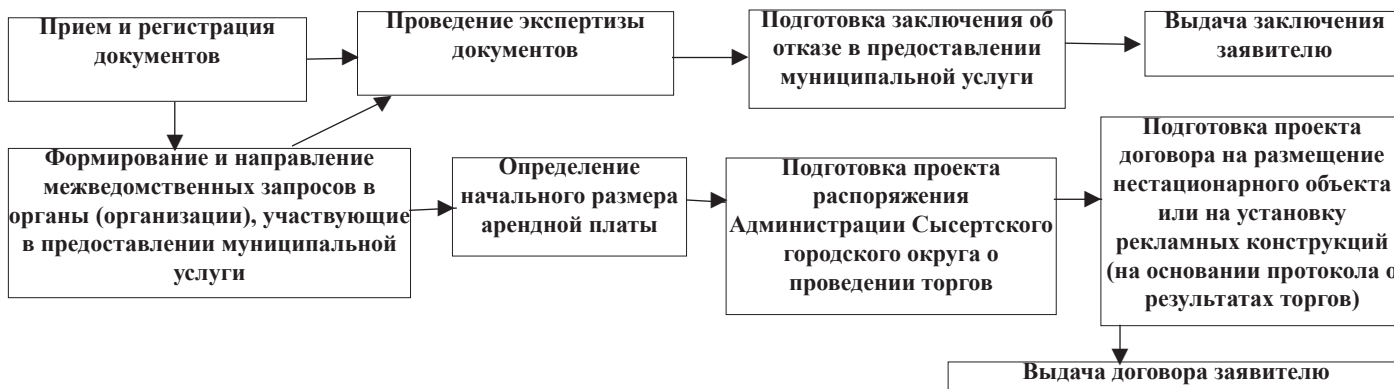 Прием и регистрация
документов
Проведение экспертизы
документов
Подготовка заключения об
отказе в предоставлении
муниципальной услуги
Выдача заключения
заявителю
Формирование и направление
межведомственных запросов в
органы (организации), участвующие
в предоставлении муниципальной
услуги
Определение
начального размера
арендной платы
Подготовка проекта
распоряжения
Администрации Сысертского
городского округа о
проведении торгов
Подготовка проекта
договора на размещение
нестационарного объекта
или на установку
рекламных конструкций
(на основании протокола о
результатах торгов)
Выдача договора заявителю